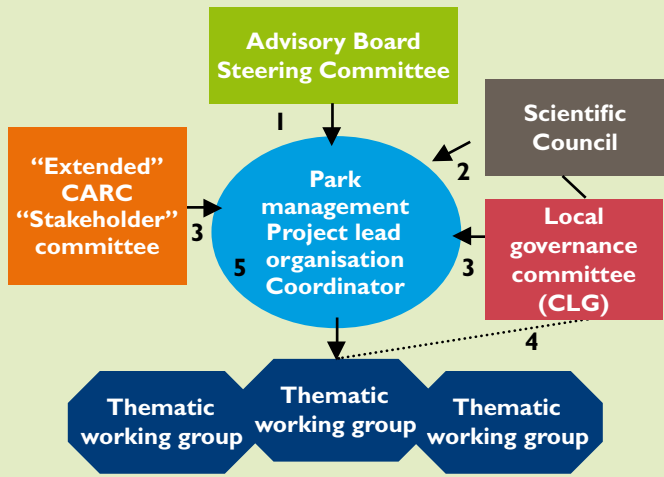 Advisory Board
Steering Committee
1
Scientific
Council
2
“Extended”
CARC
“Stakeholder”
committee
3
Park
management
Project lead
organisation
Coordinator
5
3
Local
governance
committee
(CLG)
4
Thematic
working group
Thematic
working group
Thematic
working group